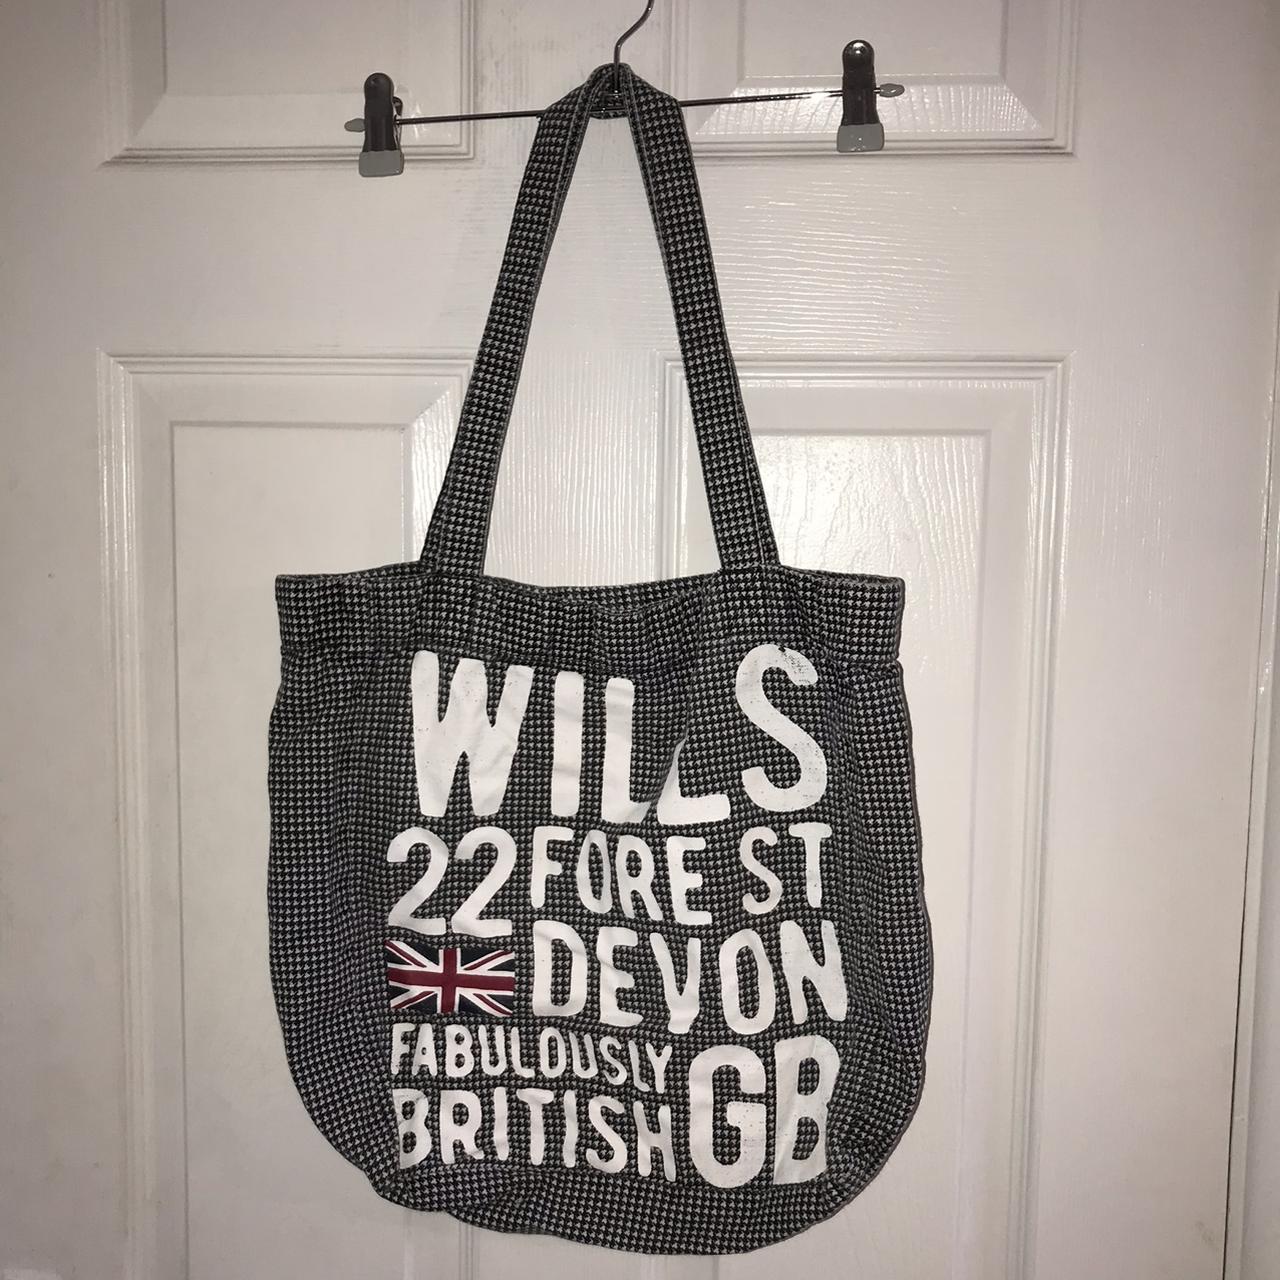 WILLS
22 FORE ST
DEVON
FABULOUSLY
BRITISH GB